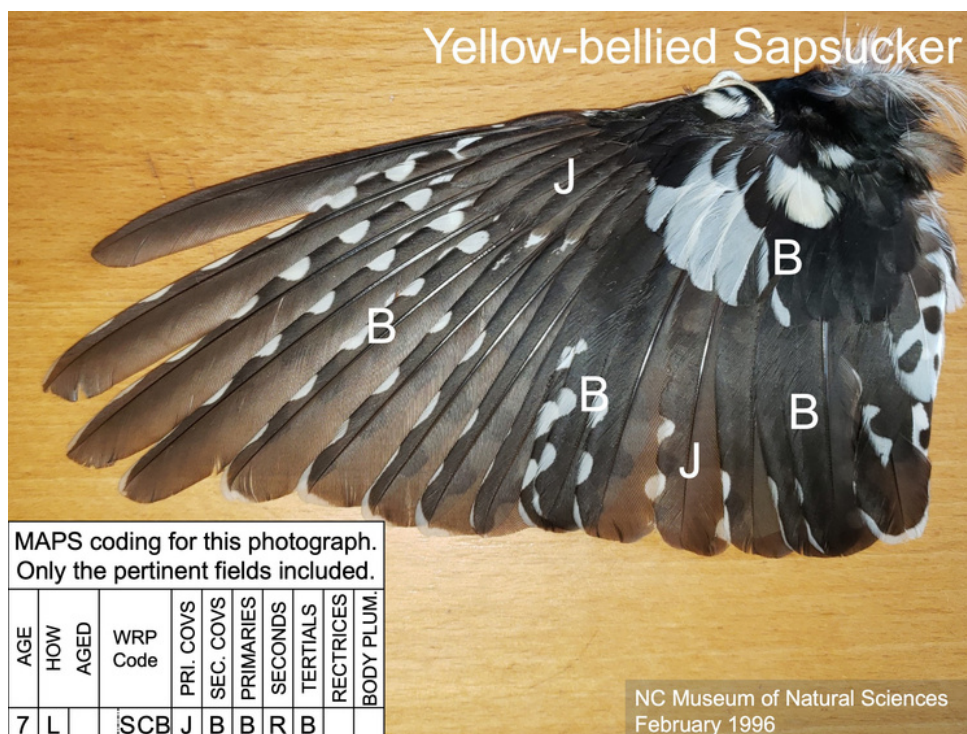 Yellow-bellied Sapsucker
J
B
B
B
B
J
MAPS coding for this photograph.
Only the pertinent fields included.
AGE
HOW
AGED
WRP
Code
PRI. COVS
SEC. COVS
PRIMARIES
SECONDS
TERTIALS
RECTRICES
BODY PLUM.
7 L SCB J B B R B
NC Museum of Natural Sciences
February 1996